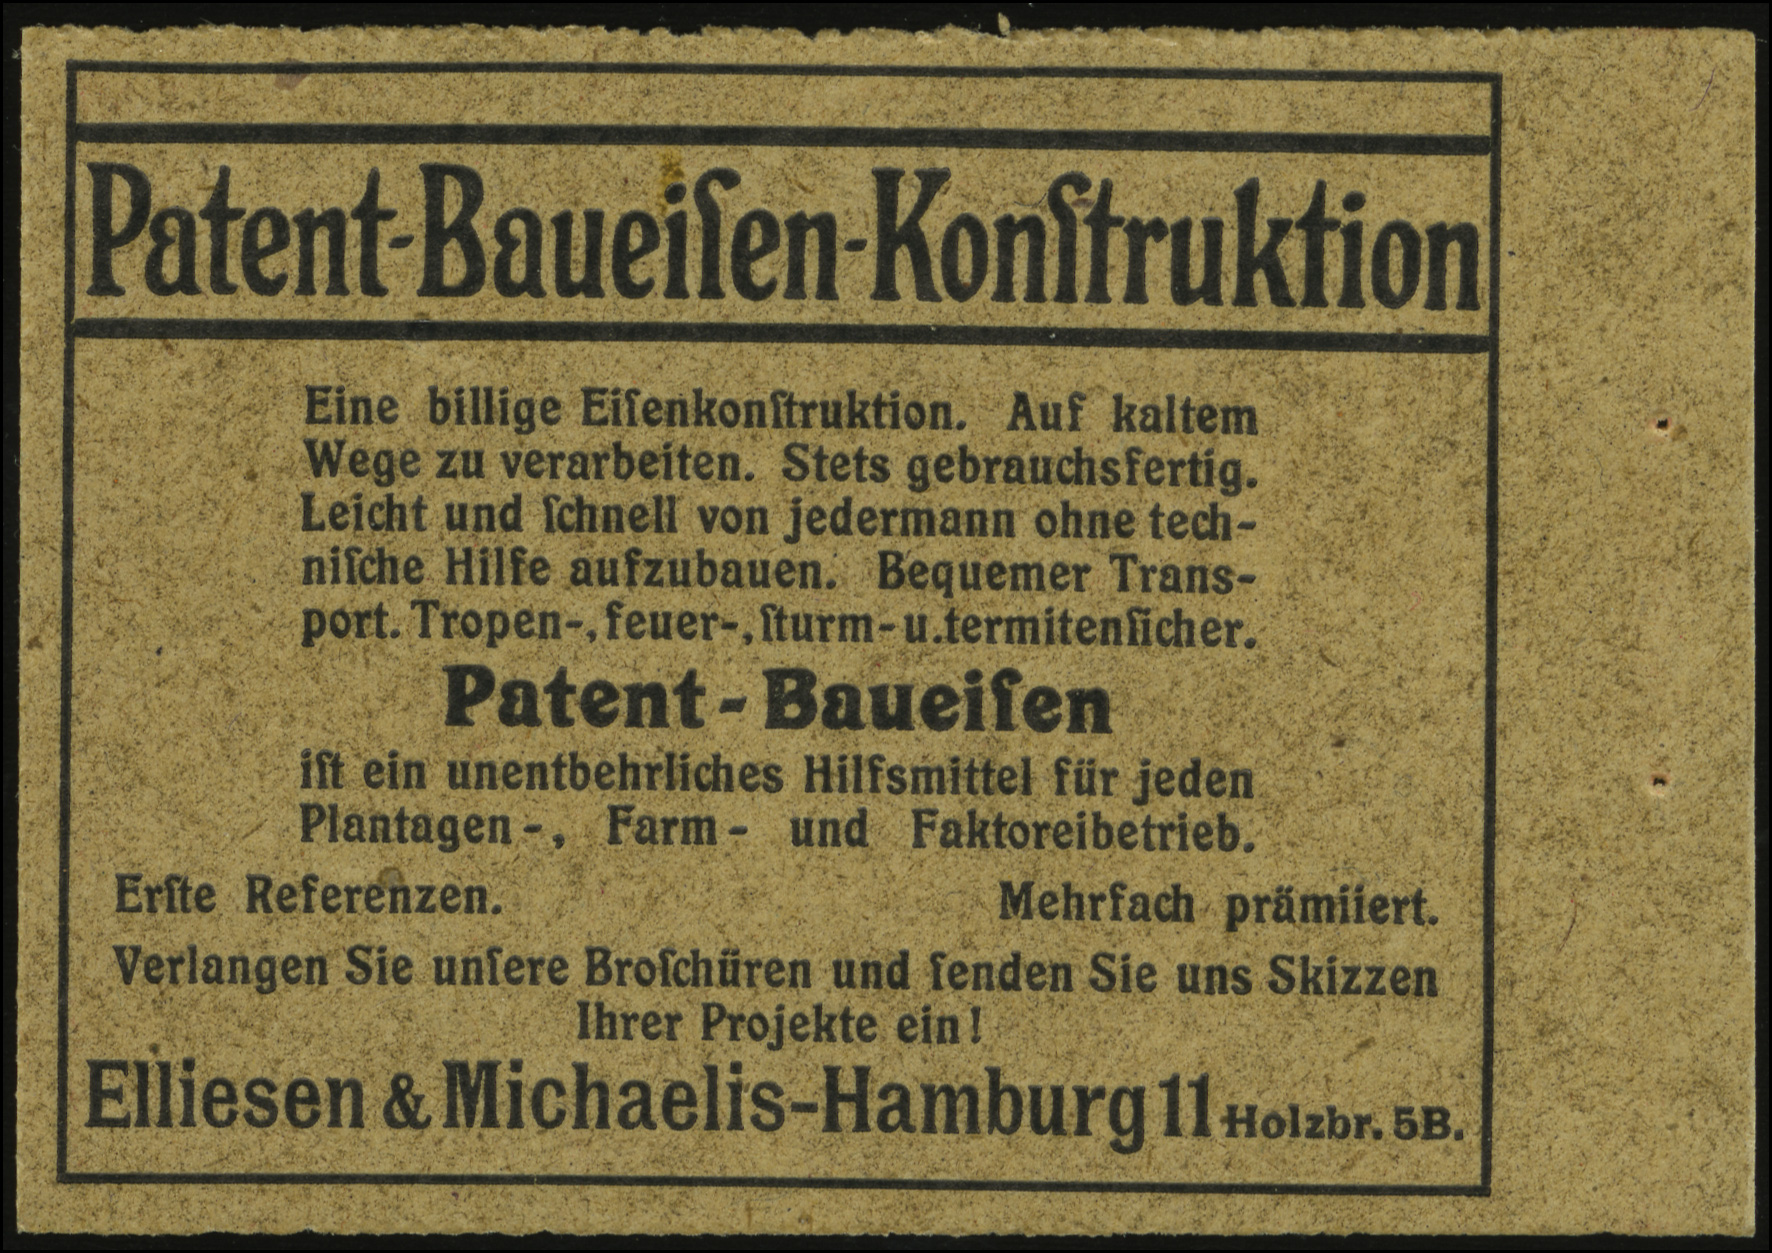 Patent-Baueiſen-Konſtruktion
Eine billige Eiſenkonſtruktion. Auf kaltem
Wege zu verarbeiten. Stets gebrauchsfertig.
Leicht und ſchnell von jedermann ohne tech-
niſche Hilfe aufzubauen. Bequemer Trans-
port. Tropen-, feuer-, ſturm- u. termitenſicher.
Patent-Baueiſen
iſt ein unentbehrliches Hilfsmittel für jeden
Plantagen-, Farm- und Faktoreibetrieb.
Erſte Referenzen. Mehrfach prämiiert.
Verlangen Sie unſere Broſchüren und ſenden Sie uns Skizzen
Ihrer Projekte ein!
Elliesen & Michaelis-Hamburg 11 Holzbr. 5B.